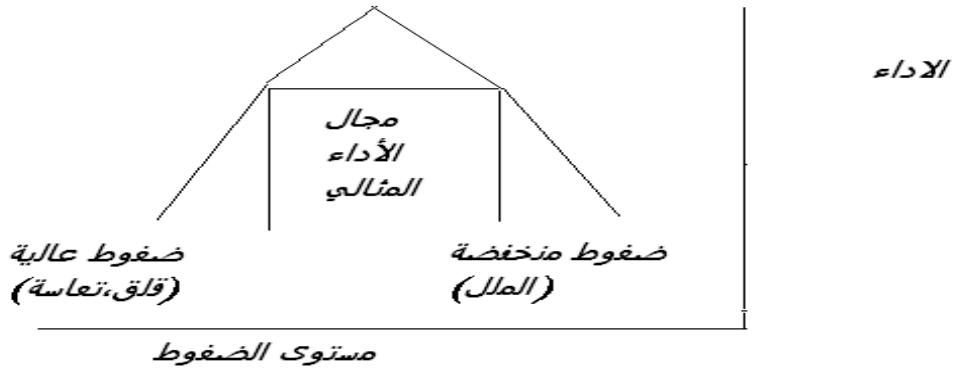 الاداء
مجال
الأداء
المثالي
ضغوط منخفضة
(الملل)
ضغوط عالية
(قلق،تعاسة)
مستوى الضغوط